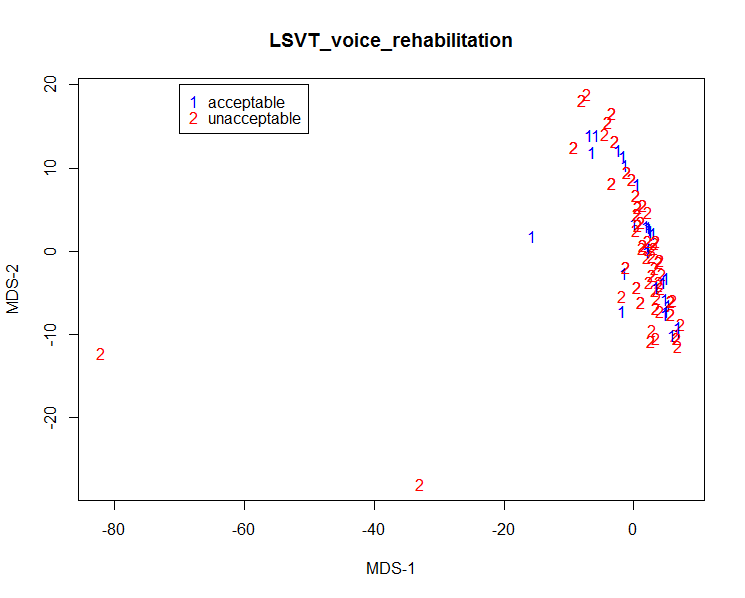 LSVT_voice_rehabilitation
1 acceptable
2 unacceptable
20
10
0
-10
-20
MDS-2
-80 -60 -40 -20 0
MDS-1